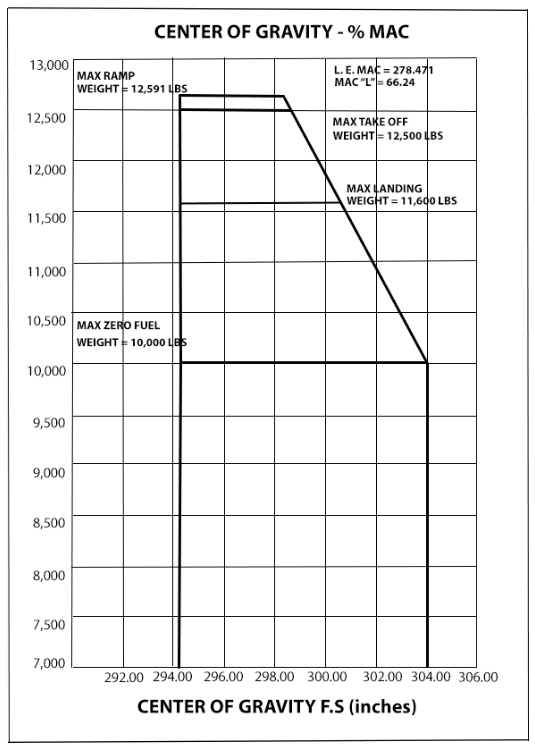 CENTER OF GRAVITY - % MAC
13,000
MAX RAMP
WEIGHT = 12,591 LBS
L. E. MAC = 278.471
MAC "L" = 66.24
12,500
MAX TAKE OFF
WEIGHT = 12,500 LBS
12,000
MAX LANDING
WEIGHT = 11,600 LBS
11,500
11,000
10,500
MAX ZERO FUEL
WEIGHT = 10,000 LBS
10,000
9,500
9,000
8,500
8,000
7,500
7,000
292.00 294.00 296.00 298.00 300.00 302.00 304.00 306.00
CENTER OF GRAVITY F.S (inches)